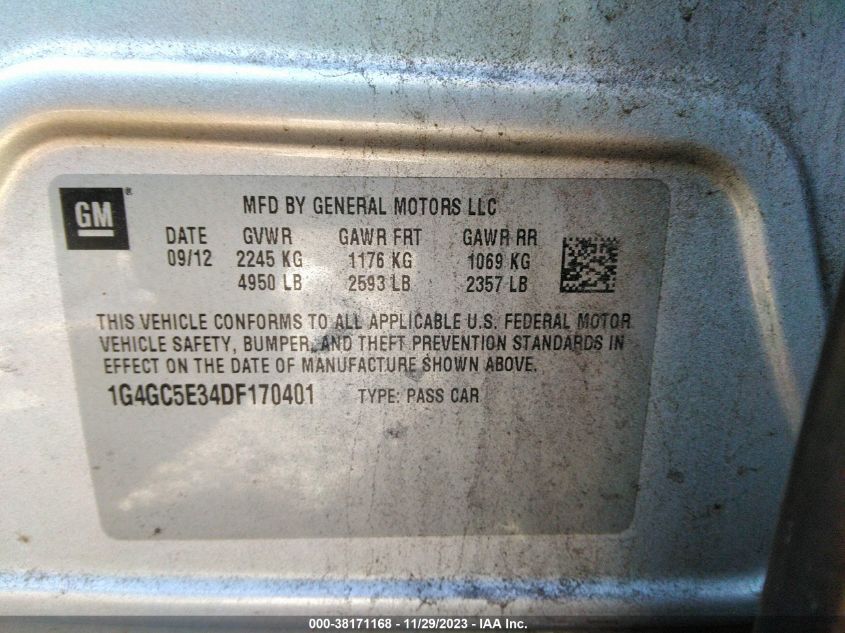 GM ®
MFD BY GENERAL MOTORS LLC
DATE GVWR GAWR FRT GAWR RR
09/12 2245 KG 1176 KG 1069 KG
4950 LB 2593 LB 2357 LB
THIS VEHICLE CONFORMS TO ALL APPLICABLE U.S. FEDERAL MOTOR
VEHICLE SAFETY, BUMPER, AND THEFT PREVENTION STANDARDS IN
EFFECT ON THE DATE OF MANUFACTURE SHOWN ABOVE.
1G4GC5E34DF170401 TYPE: PASS CAR
000-38171168 - 11/29/2023 - IAA Inc.